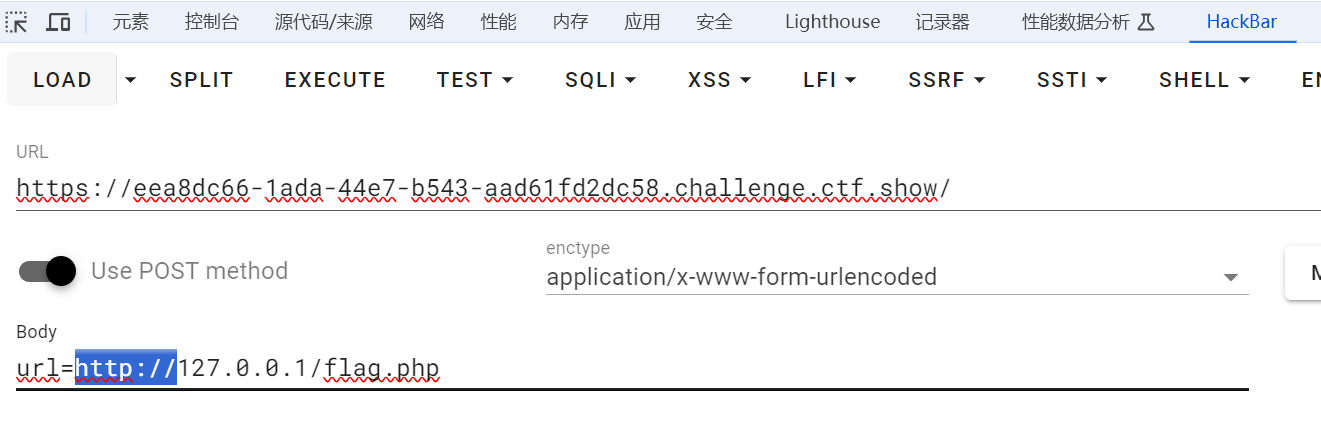 元素 控制台 源代码/来源 网络 性能 内存 应用 安全 Lighthouse 记录器 性能数据分析 HackBar
LOAD SPLIT EXECUTE TEST SQLI XSS LFI SSRF SSTI SHELL
URL
https://eea8dc66-1ada-44e7-b543-aad61fd2dc58.challenge.ctf.show/
enctype
Use POST method application/x-www-form-urlencoded
Body
url=http://127.0.0.1/flag.php